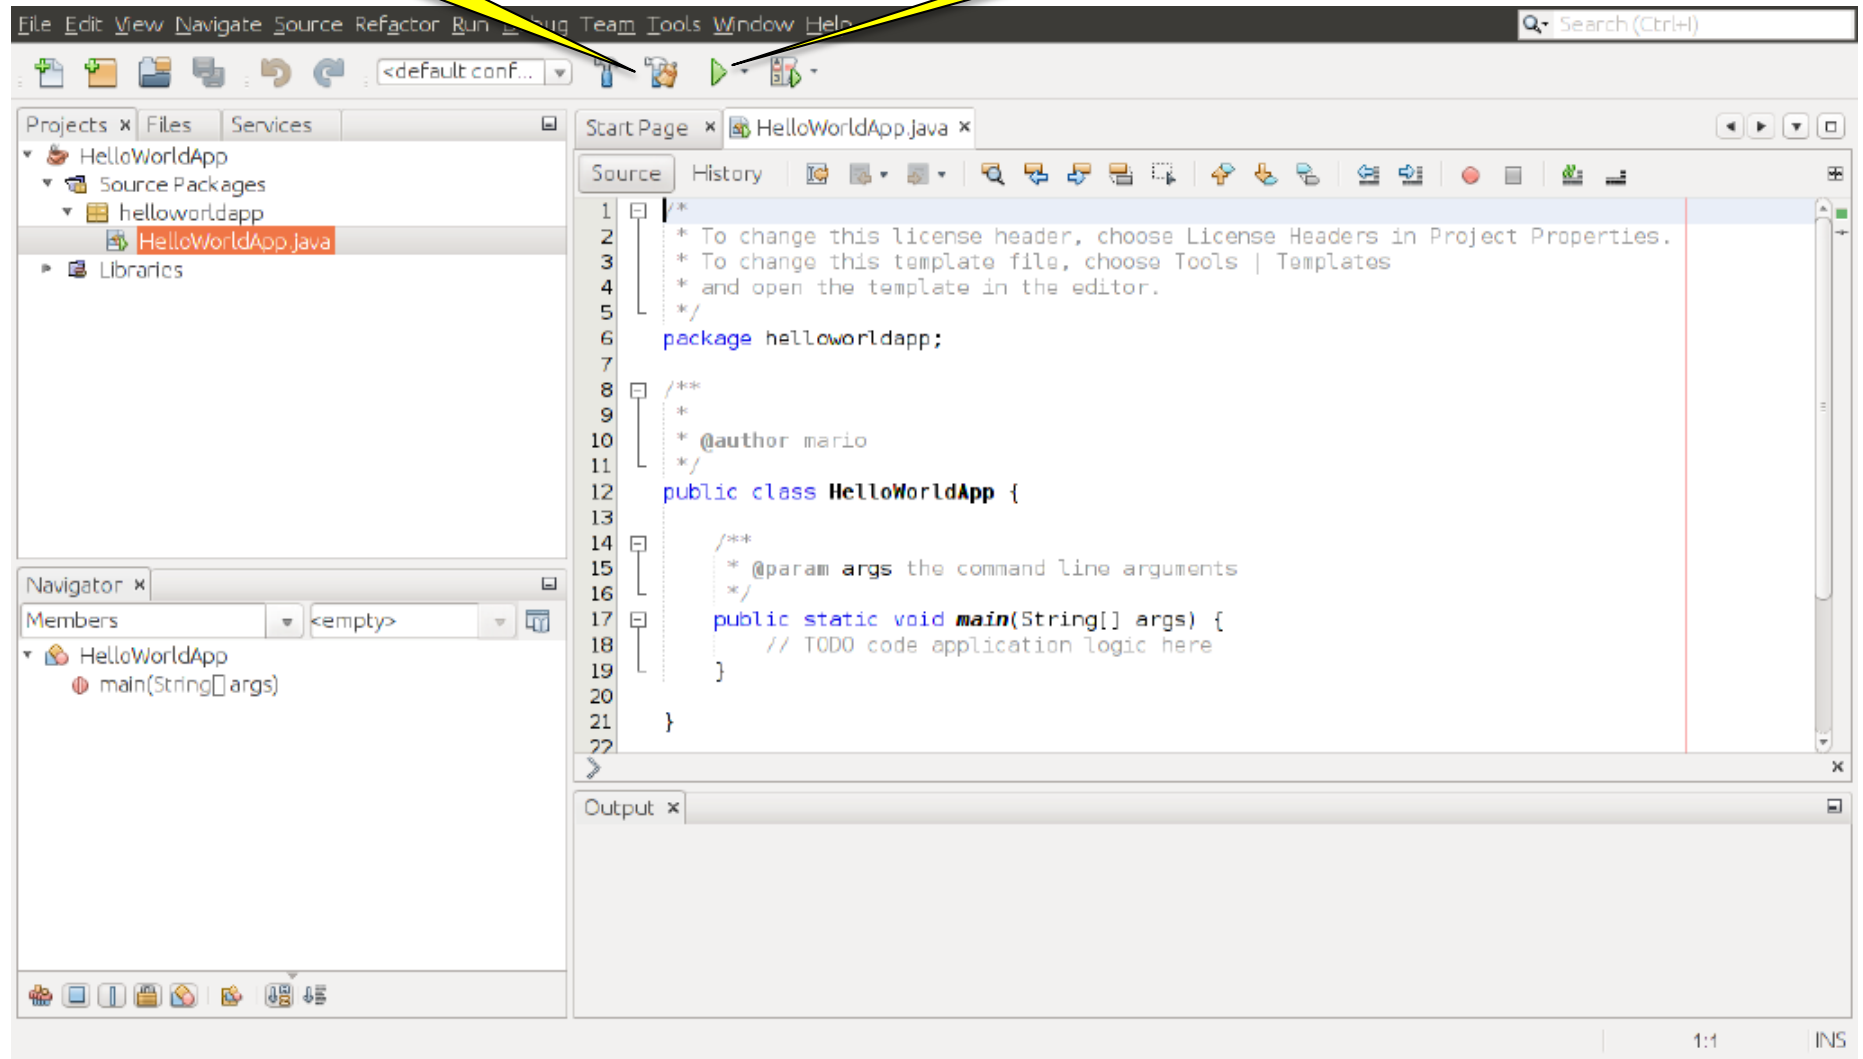 File Edit View Navigate Source Refactor Run Debug Team Tools Window Help
Search (Ctrl+I)
<default conf...
Projects Files Services
HelloWorldApp
Source Packages
helloworldapp
HelloWorldApp.java
Libraries
Navigator
Members <empty>
HelloWorldApp
main(String[] args)
Start Page HelloWorldApp.java
Source History
1 /*
2 * To change this license header, choose License Headers in Project Properties.
3 * To change this template file, choose Tools | Templates
4 * and open the template in the editor.
5 */
6 package helloworldapp;
7
8 /**
9 *
10 * @author mario
11 */
12 public class HelloWorldApp {
13
14 /**
15 * @param args the command line arguments
16 */
17 public static void main(String[] args) {
18 // TODO code application logic here
19 }
20
21 }
22
Output
1:1 INS